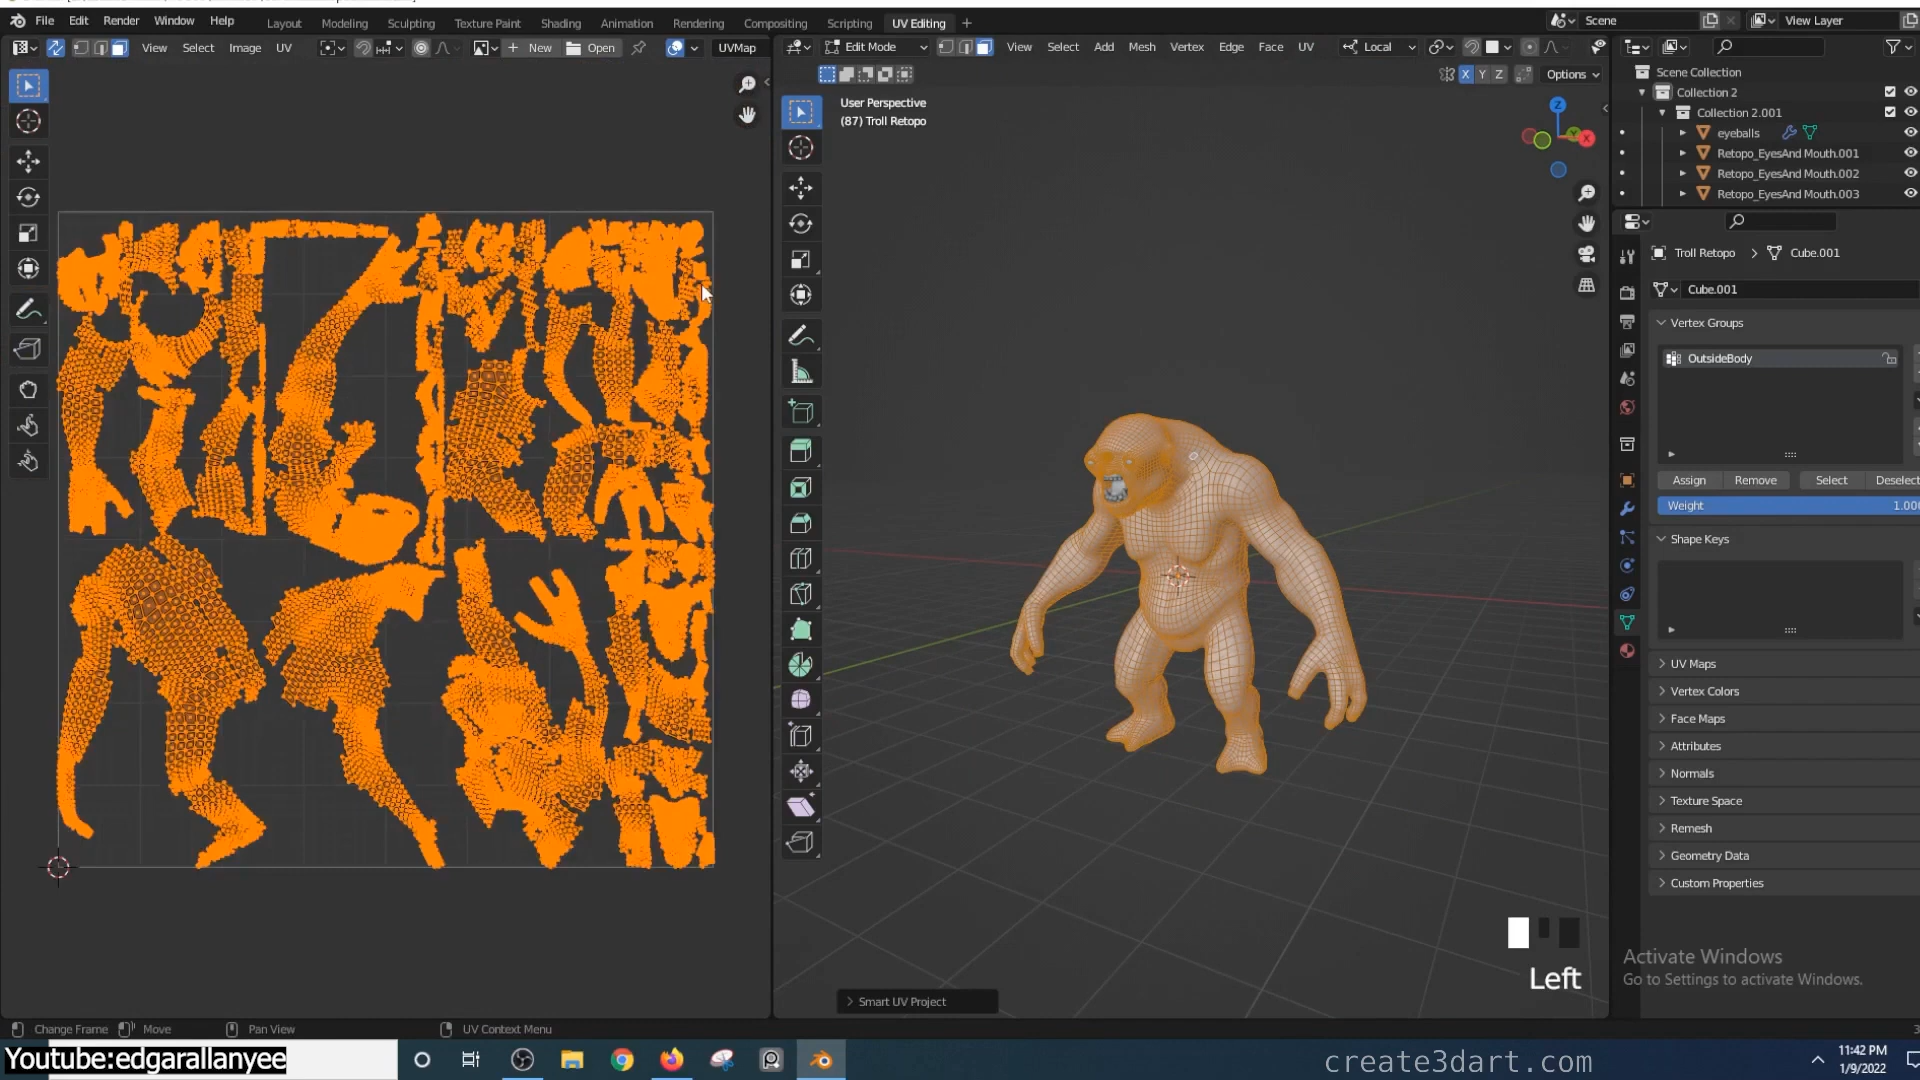 File Edit Render Window Help Layout Modeling Sculpting UV Editing Texture Paint Shading Animation Rendering Compositing Scripting Scene View Layer
View Select Image UV New Open UVMap
Edit Mode View Select Add Mesh Vertex Edge Face UV Local
Options
User Perspective
(87) Troll Retopo
Scene Collection
Collection 2
Collection 2.001
eyeballs
Retopo_EyesAnd Mouth.001
Retopo_EyesAnd Mouth.002
Retopo_EyesAnd Mouth.003
Troll Retopo Cube.001
Cube.001
Vertex Groups
OutsideBody
Assign Remove Select Deselect
Weight 1.00
Shape Keys
UV Maps
Vertex Colors
Face Maps
Attributes
Normals
Texture Space
Remesh
Geometry Data
Custom Properties
X Y Z
Z X
Left
Activate Windows
Go to Settings to activate Windows.
Smart UV Project
Change Frame Move Pan View UV Context Menu
Youtube:edgarallanyee
create3dart.com
11:42 PM
1/9/2022